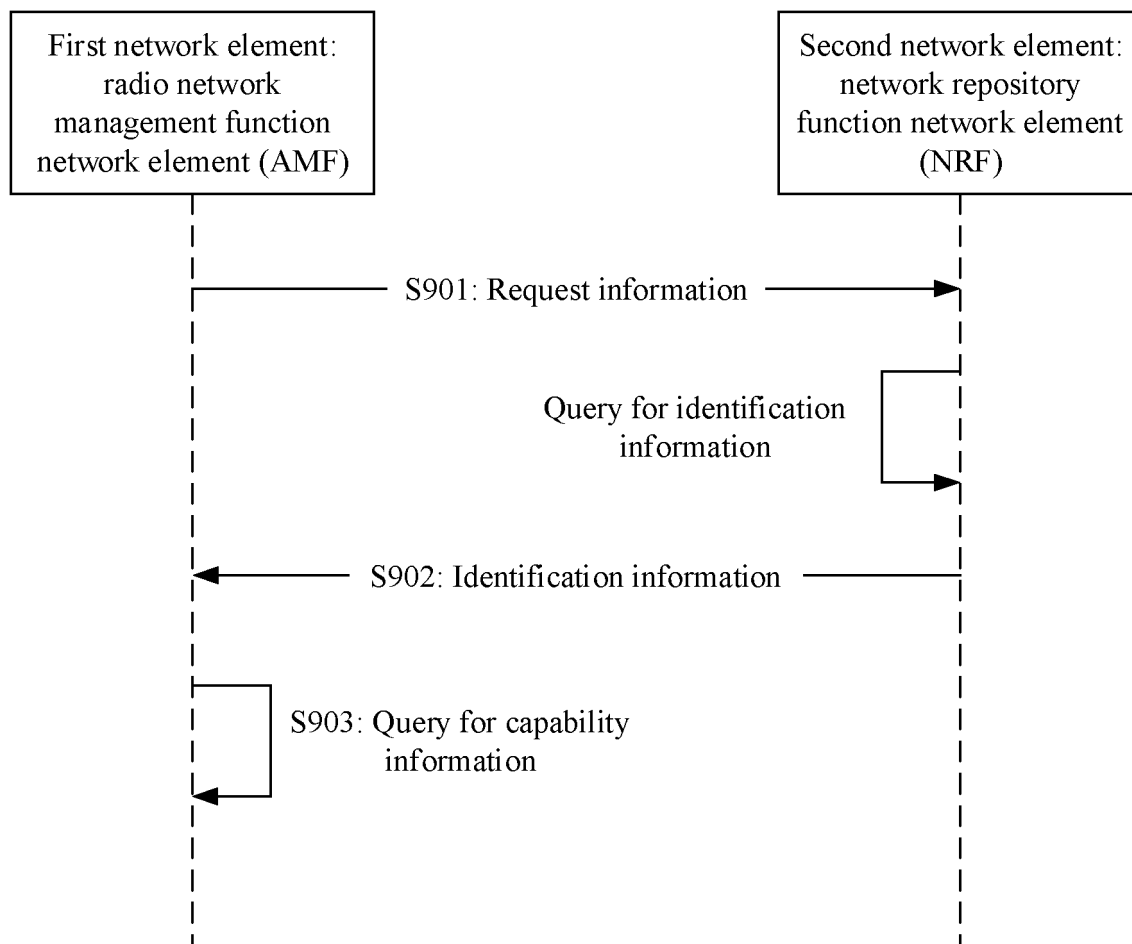 First network element:
radio network
management function
network element (AMF)
Second network element:
network repository
function network element
(NRF)
S901: Request information
Query for identification
information
S902: Identification information
S903: Query for capability
information